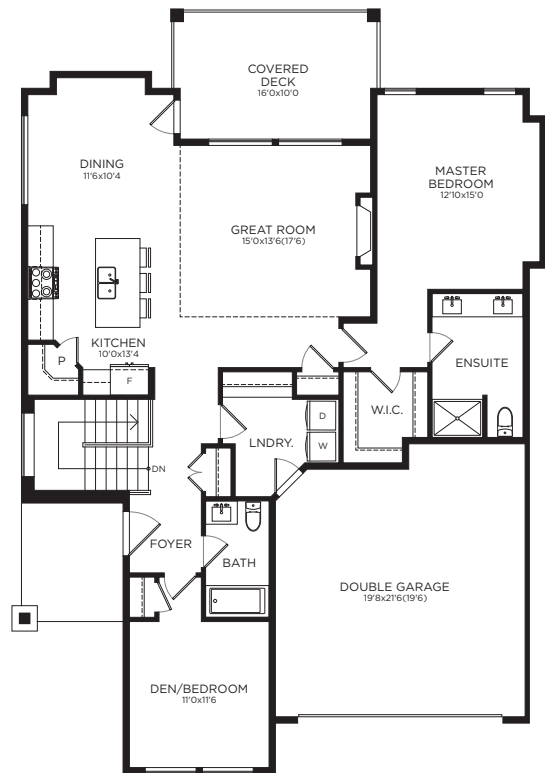 COVERED
DECK
16'0x10'0
DINING
11'6x10'4
MASTER
BEDROOM
12'10x15'0
GREAT ROOM
15'0x13'6(17'6)
KITCHEN
10'0x13'4
P
F
ENSUITE
W.I.C.
D
W
LNDRY.
DN
FOYER
BATH
DOUBLE GARAGE
19'8x21'6(19'6)
DEN/BEDROOM
11'0x11'6